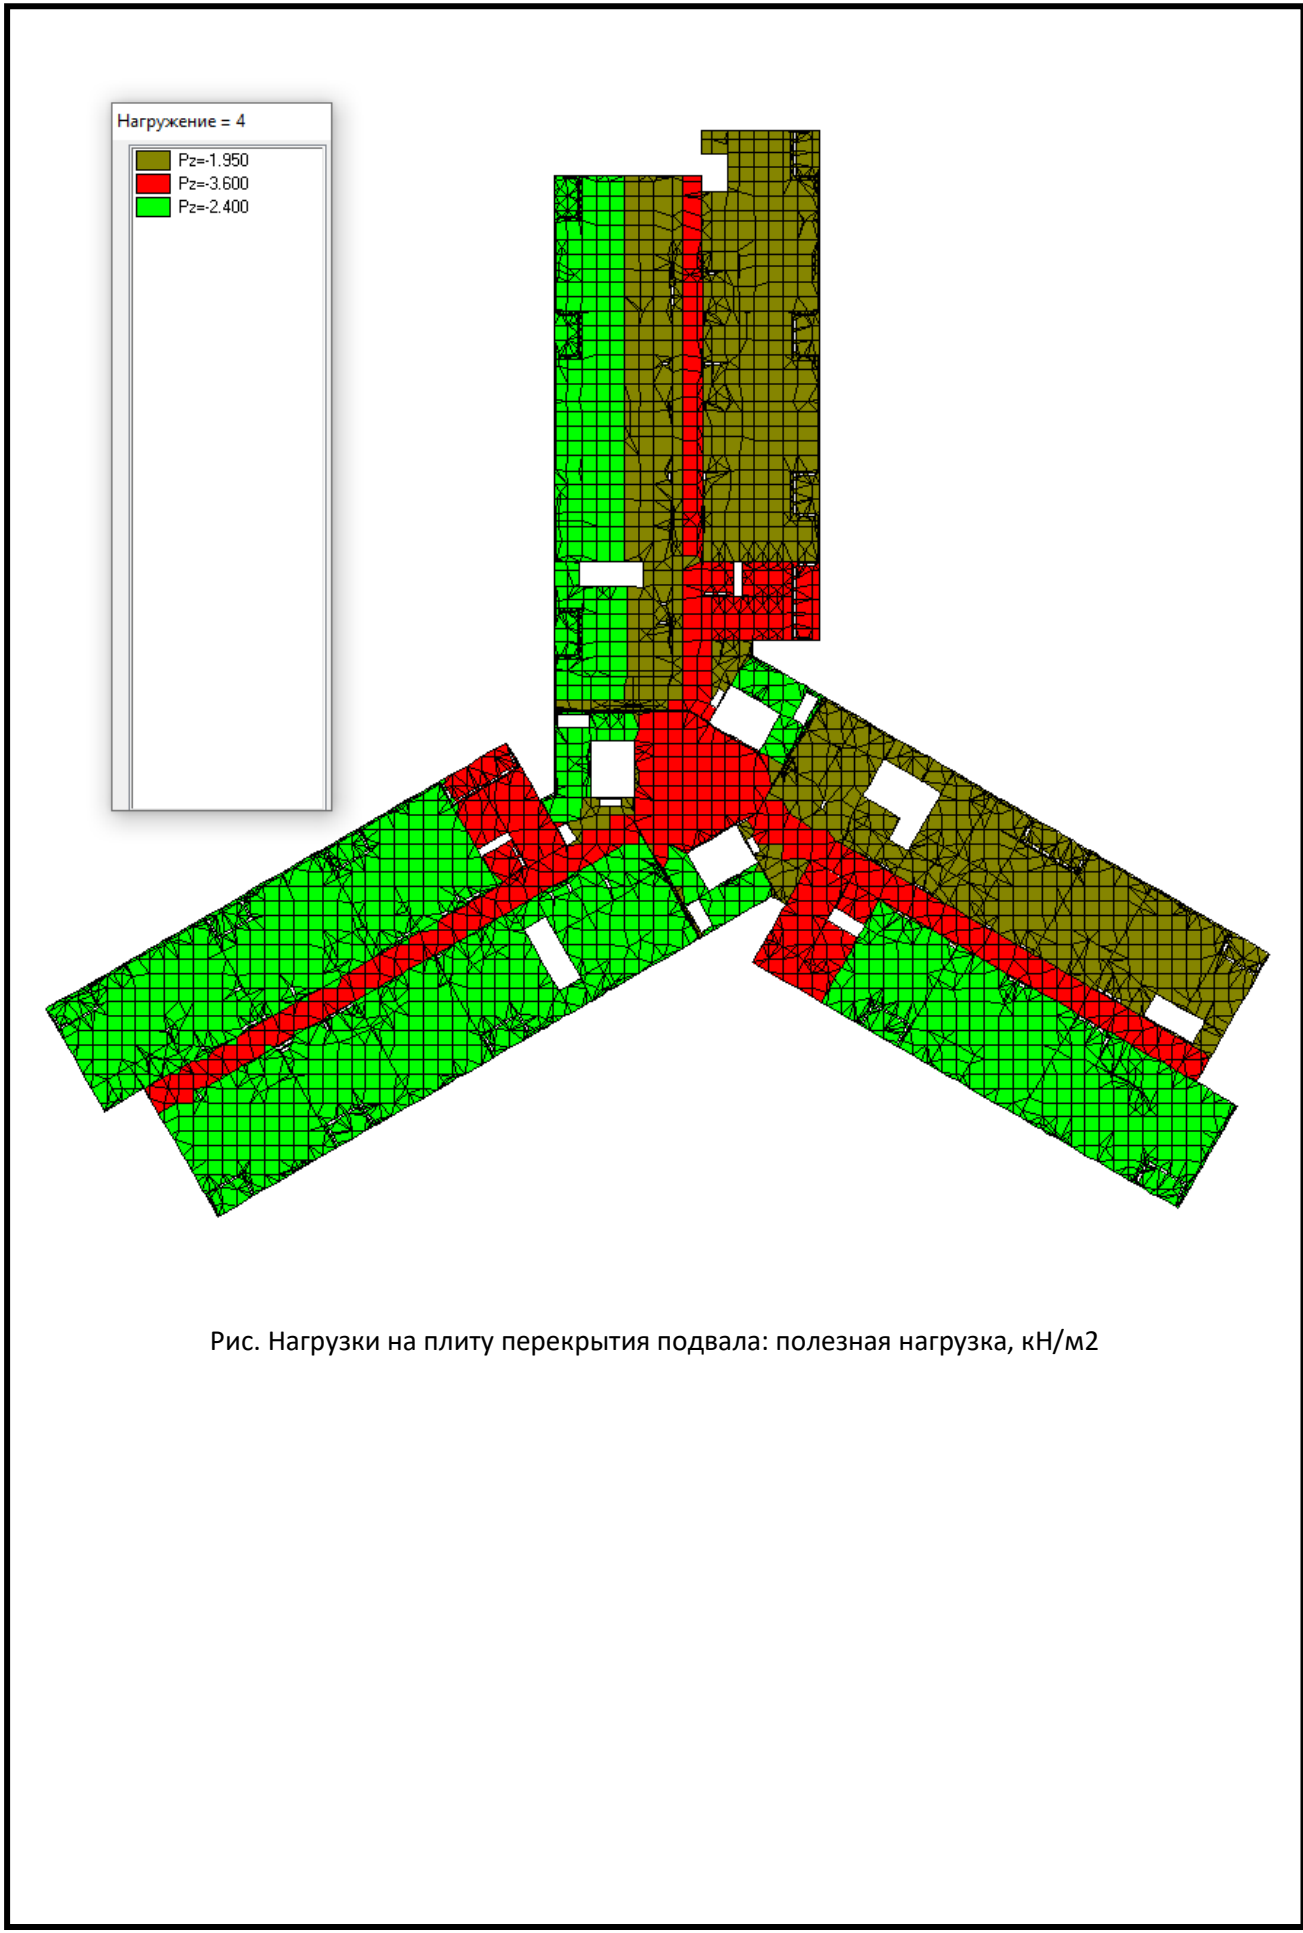 Нагружение = 4
Pz=-1.950
Pz=-3.600
Pz=-2.400
Рис. Нагрузки на плиту перекрытия подвала: полезная нагрузка, кН/м2